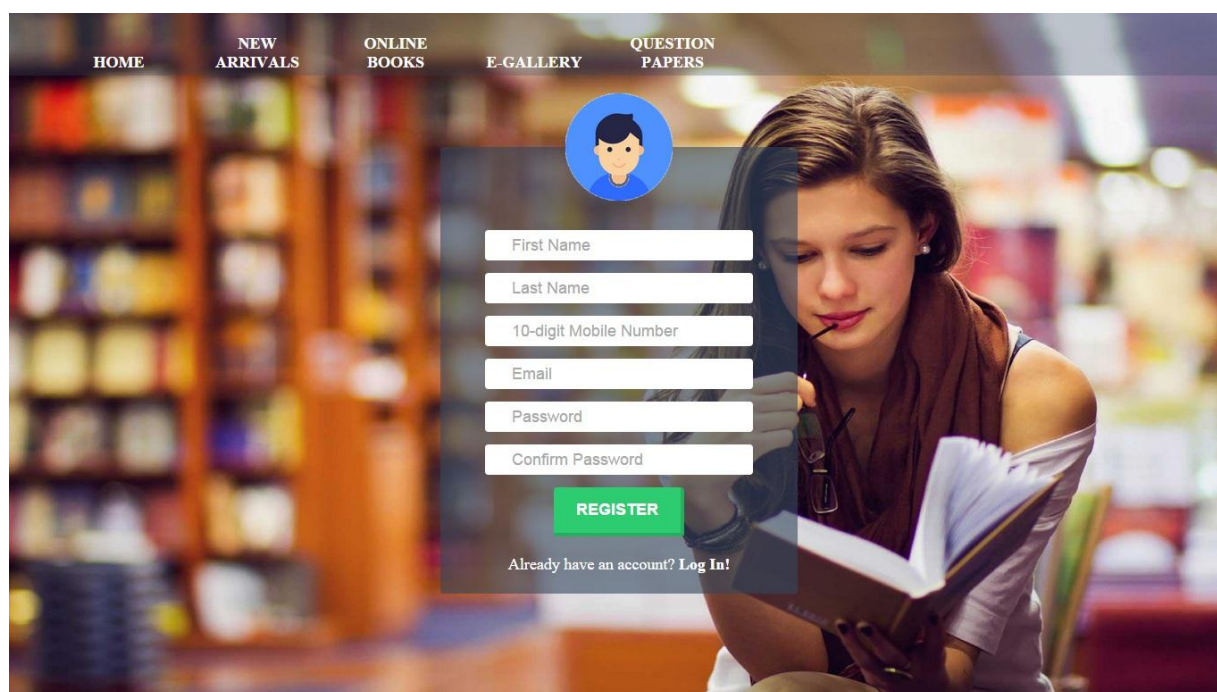 HOME
NEW
ARRIVALS
ONLINE
BOOKS
E-GALLERY
QUESTION
PAPERS
First Name
Last Name
10-digit Mobile Number
Email
Password
Confirm Password
REGISTER
Already have an account? Log In!